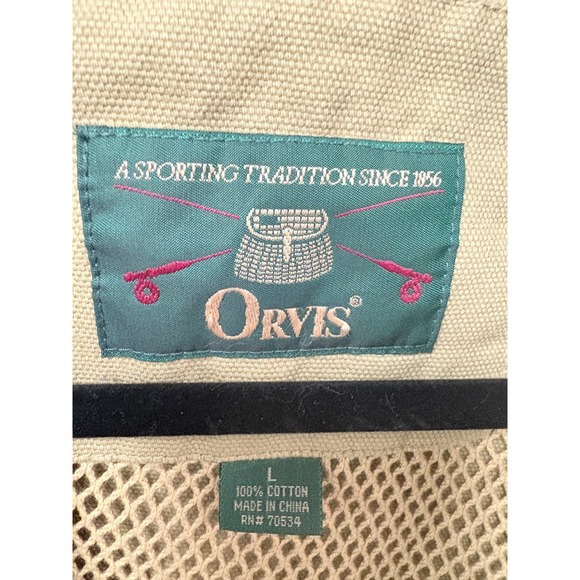 A SPORTING TRADITION SINCE 1856
ORVIS®
L
100% COTTON
MADE IN CHINA
RN# 70534